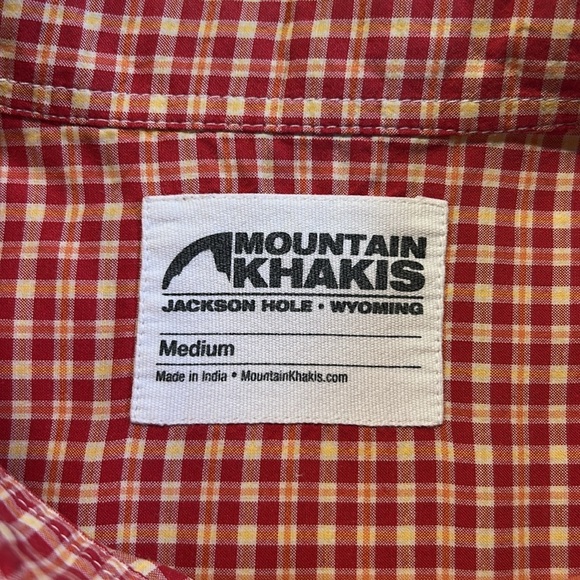 MOUNTAIN
KHAKIS
JACKSON HOLE • WYOMING
Medium
Made in India • MountainKhakis.com